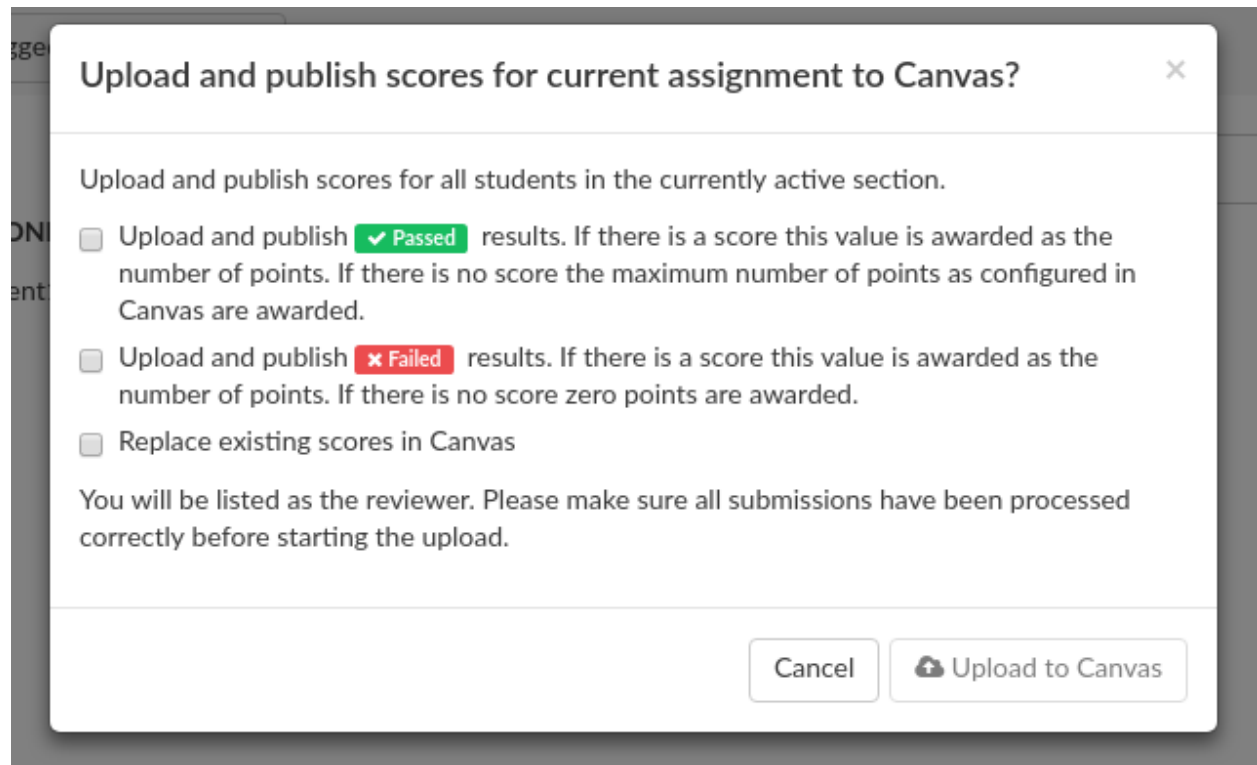 Upload and publish scores for current assignment to Canvas? ×
Upload and publish scores for all students in the currently active section.
Upload and publish ✔ Passed results. If there is a score this value is awarded as the
number of points. If there is no score the maximum number of points as configured in
Canvas are awarded.
Upload and publish ✖ Failed results. If there is a score this value is awarded as the
number of points. If there is no score zero points are awarded.
Replace existing scores in Canvas
You will be listed as the reviewer. Please make sure all submissions have been processed
correctly before starting the upload.
Cancel
Upload to Canvas